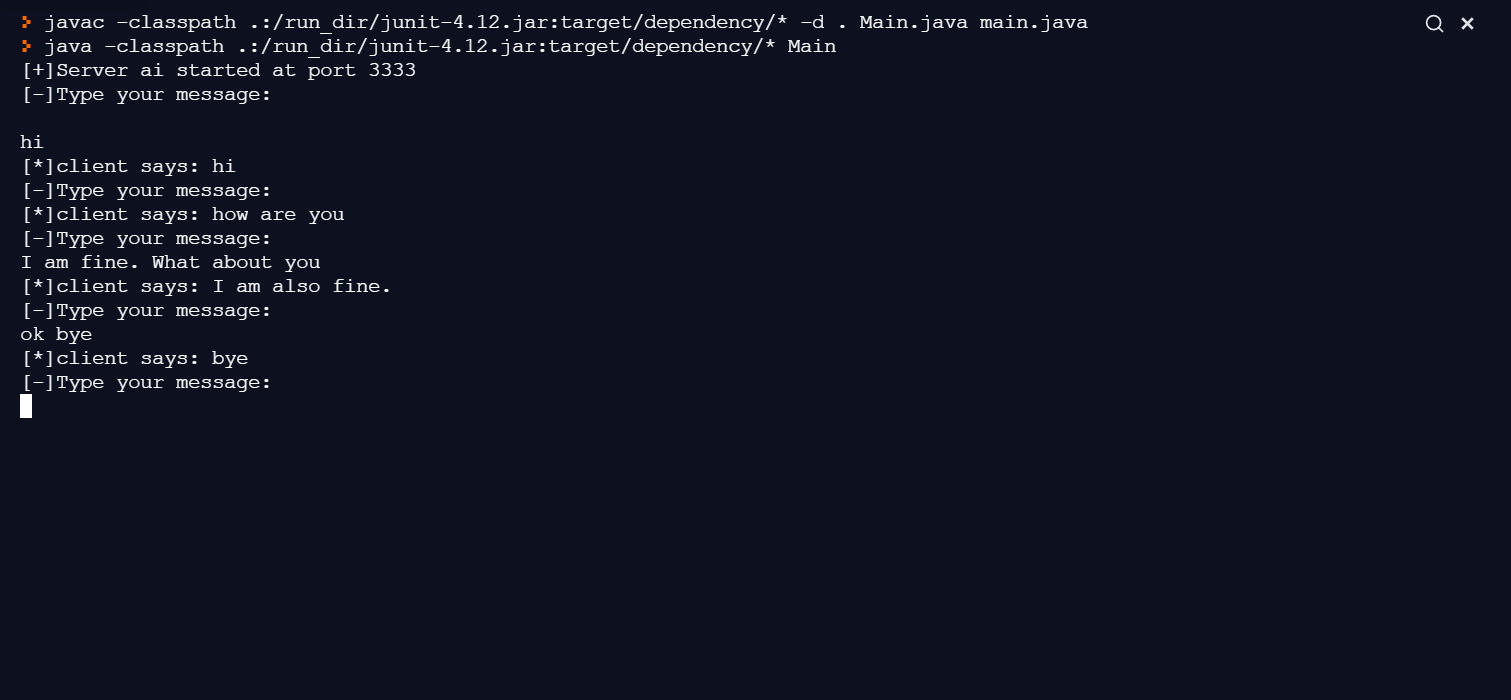 javac -classpath .:/run_dir/junit-4.12.jar:target/dependency/* -d . Main.java main.java
java -classpath .:/run_dir/junit-4.12.jar:target/dependency/* Main
[+]Server ai started at port 3333
[-]Type your message:
hi
[*]client says: hi
[-]Type your message:
[*]client says: how are you
[-]Type your message:
I am fine. What about you
[*]client says: I am also fine.
[-]Type your message:
ok bye
[*]client says: bye
[-]Type your message: